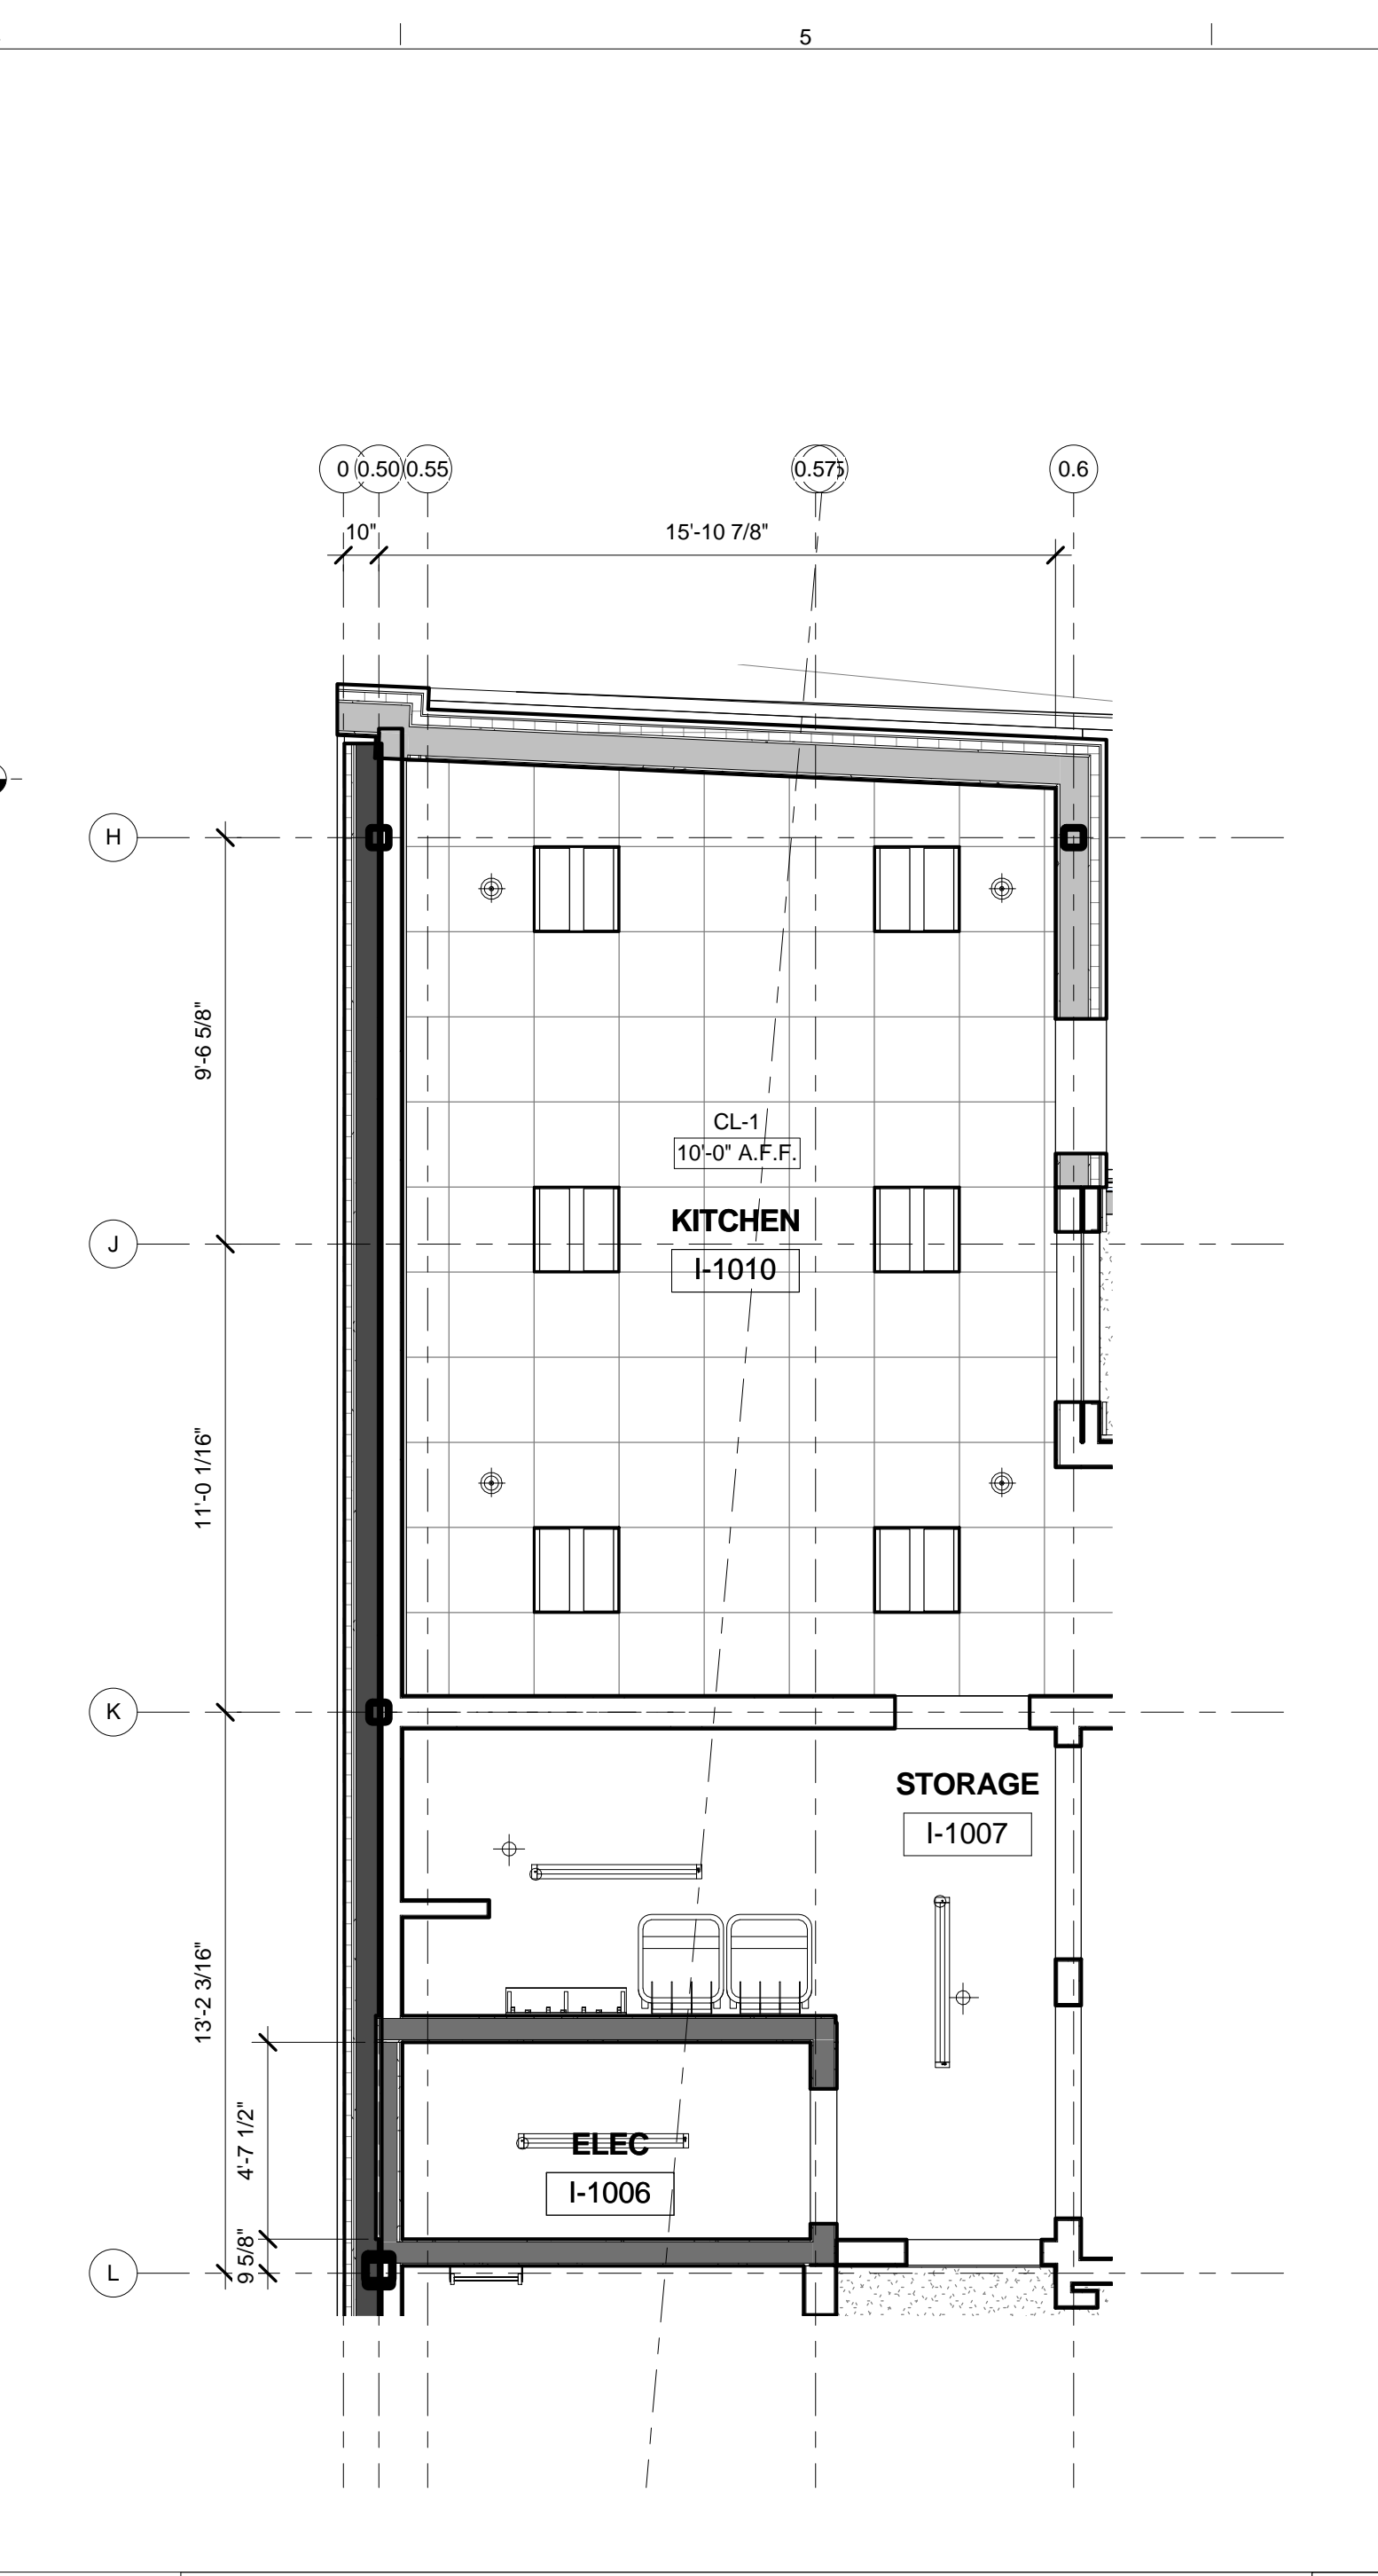 5
0
0.50
0.55
0.57
0.6
10"
15'-10 7/8"
H
9'-6 5/8"
CL-1
10'-0" A.F.F.
KITCHEN
I-1010
J
11'-0 1/16"
K
STORAGE
I-1007
13'-2 3/16"
4'-7 1/2"
ELEC
I-1006
9 5/8"
L